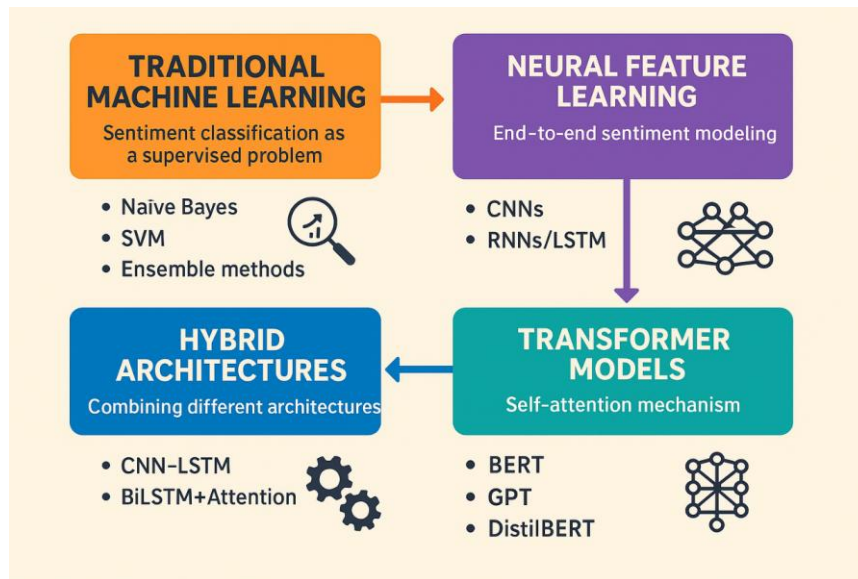 TRADITIONAL
MACHINE LEARNING
Sentiment classification as
a supervised problem
• Naïve Bayes
• SVM
• Ensemble methods
NEURAL FEATURE
LEARNING
End-to-end sentiment modeling
• CNNs
• RNNs/LSTM
TRANSFORMER
MODELS
Self-attention mechanism
• BERT
• GPT
• DistilBERT
HYBRID
ARCHITECTURES
Combining different architectures
• CNN-LSTM
• BiLSTM+Attention